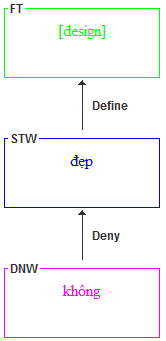 FT
[design]
Define
STW
đẹp
Deny
DNW
không